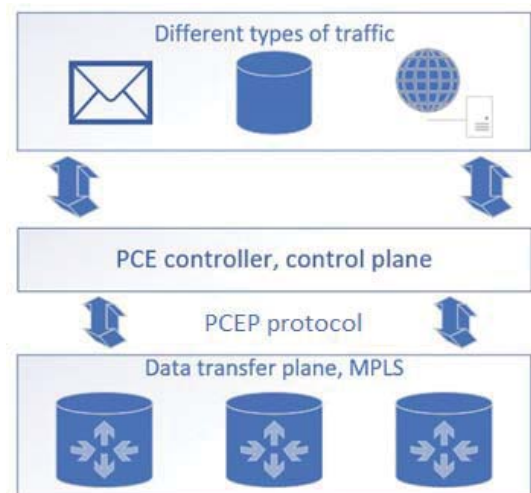 Different types of traffic
PCE controller, control plane
PCEP protocol
Data transfer plane, MPLS